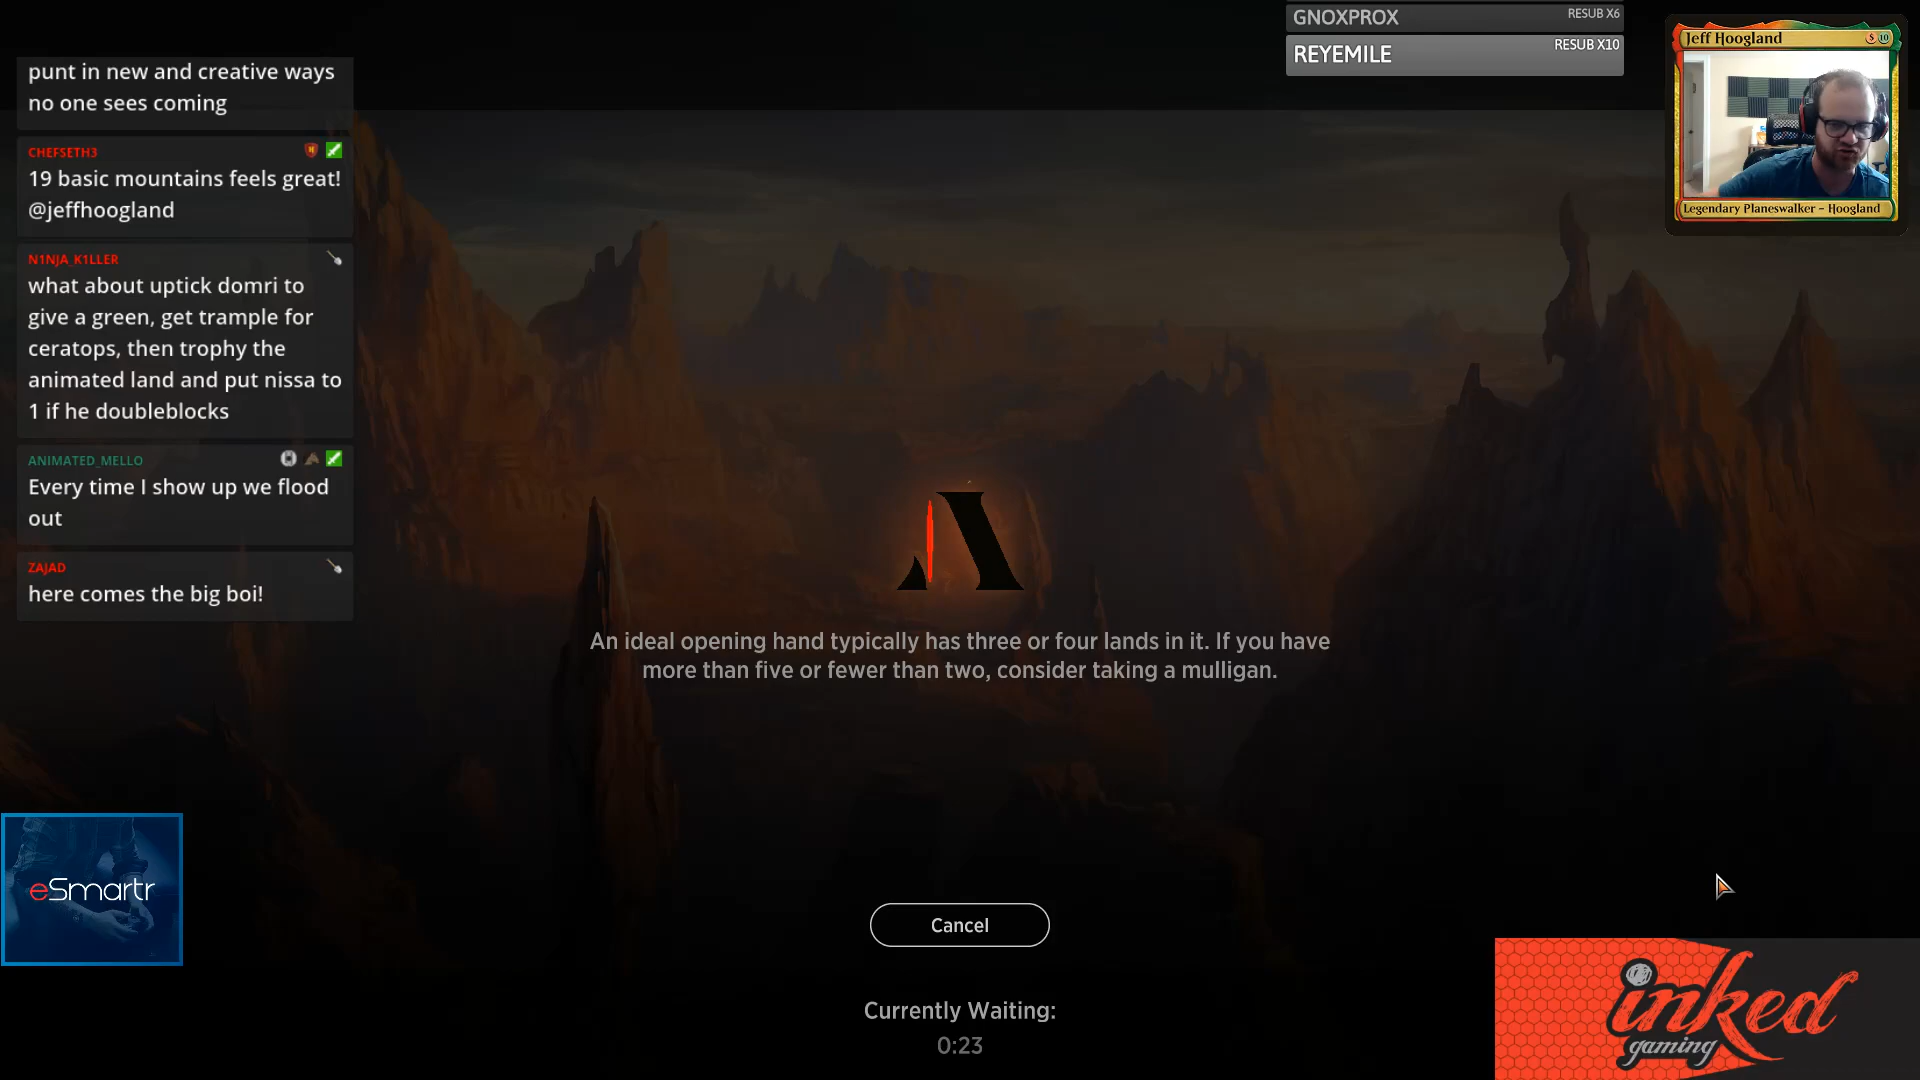 punt in new and creative ways
no one sees coming
CHEFSETH3
19 basic mountains feels great!
@jeffhoogland
N1NJA_K1LLER
what about uptick domri to
give a green, get trample for
ceratops, then trophy the
animated land and put nissa to
1 if he doubleblocks
ANIMATED_MELLO
Every time I show up we flood
out
ZAJAD
here comes the big boi!
GNOXPROX RESUB X6
REYEMILE RESUB X10
Jeff Hoogland $ 10
Legendary Planeswalker – Hoogland
An ideal opening hand typically has three or four lands in it. If you have
more than five or fewer than two, consider taking a mulligan.
eSmartr
Cancel
Currently Waiting:
0:23
inked
gaming